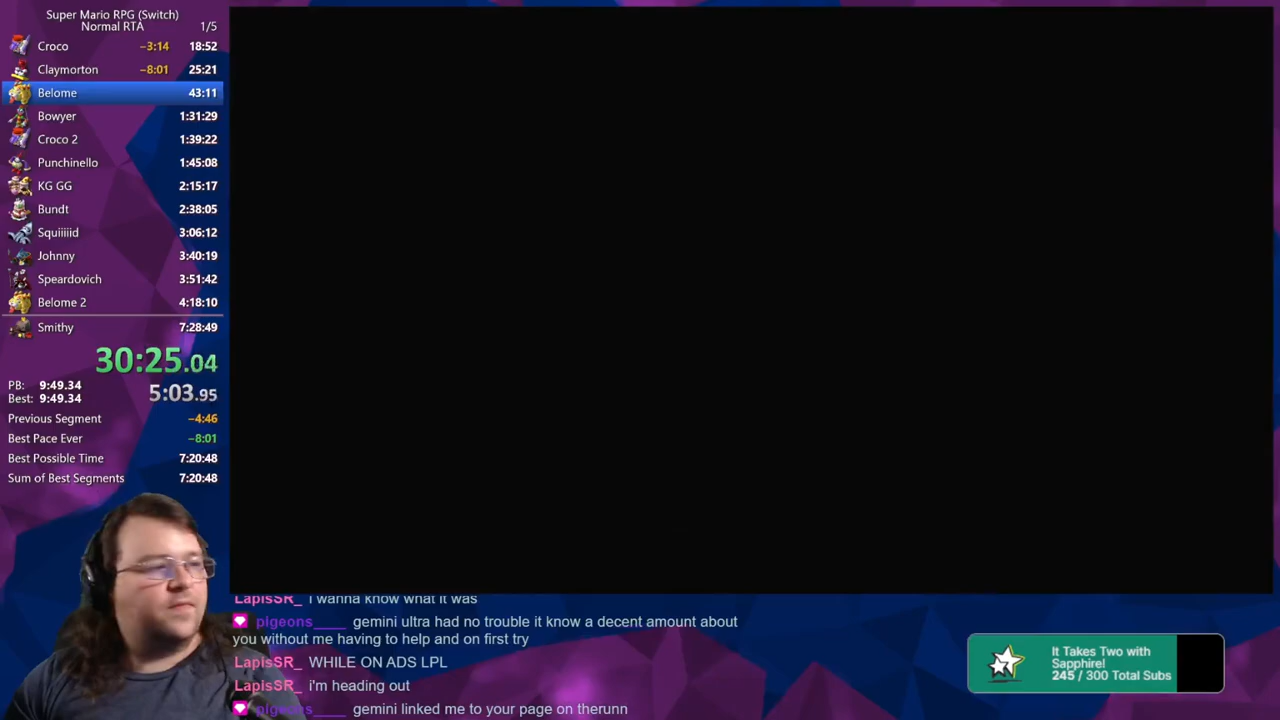 Super Mario RPG (Switch)
Normal RTA 1/5
Croco −3:14 18:52
Claymorton −8:01 25:21
Belome 43:11
Bowyer 1:31:29
Croco 2 1:39:22
Punchinello 1:45:08
KG GG 2:15:17
Bundt 2:38:05
Squiiiiid 3:06:12
Johnny 3:40:19
Speardovich 3:51:42
Belome 2 4:18:10
Smithy 7:28:49
30:25.04
PB: 9:49.34
Best: 9:49.34 5:03.95
Previous Segment −4:46
Best Pace Ever −8:01
Best Possible Time 7:20:48
Sum of Best Segments 7:20:48
LapisSR_ I wanna know what it was
pigeons____ gemini ultra had no trouble it know a decent amount about
you without me having to help and on first try
LapisSR_ WHILE ON ADS LPL
LapisSR_ i'm heading out
pigeons____ gemini linked me to your page on therunn
It Takes Two with
Sapphire!
245 / 300 Total Subs